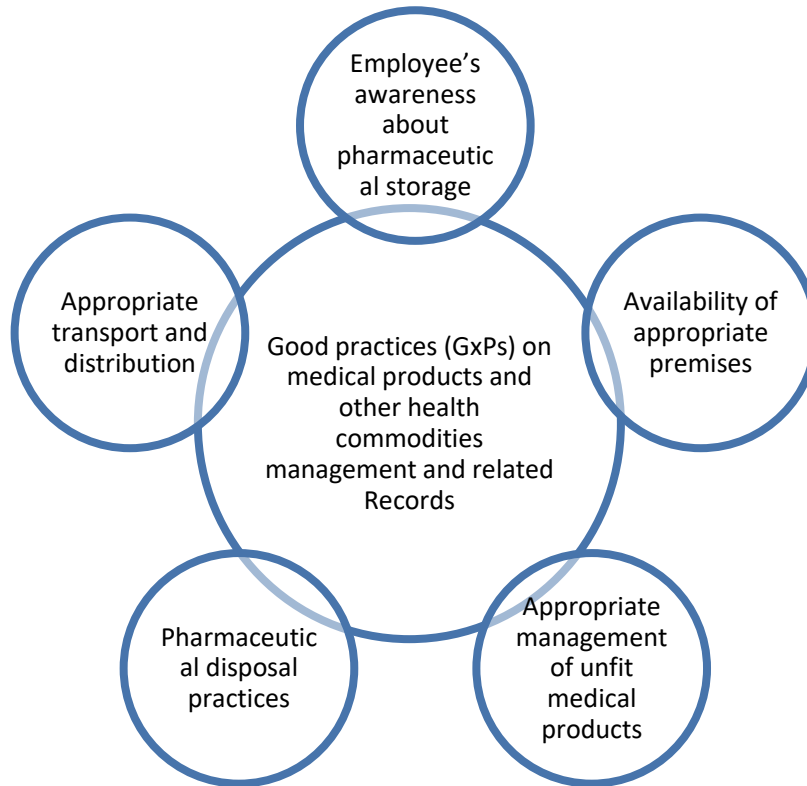 Employee’s
awareness
about
pharmaceutic
al storage
Appropriate
transport and
distribution
Good practices (GxPs) on
medical products and
other health
commodities
management and related
Records
Availability of
appropriate
premises
Pharmaceutic
al disposal
practices
Appropriate
management
of unfit
medical
products